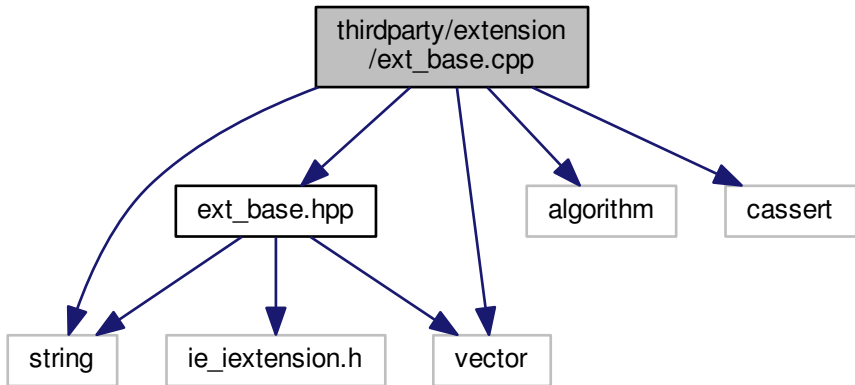 thirdparty/extension
/ext_base.cpp
ext_base.hpp
algorithm
cassert
string
ie_iextension.h
vector